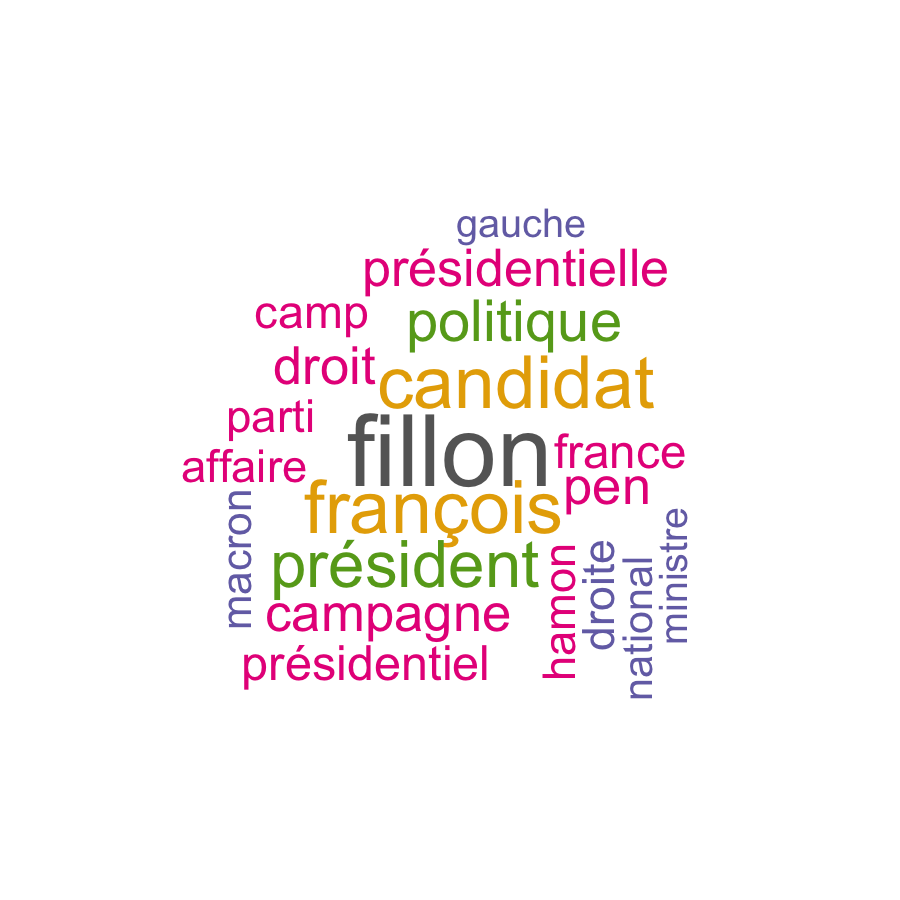 gauche
présidentielle
camp
politique
droit
candidat
parti
fillon
france
affaire
pen
françois
macron
ministre
président
hamon
droite
national
campagne
présidentiel